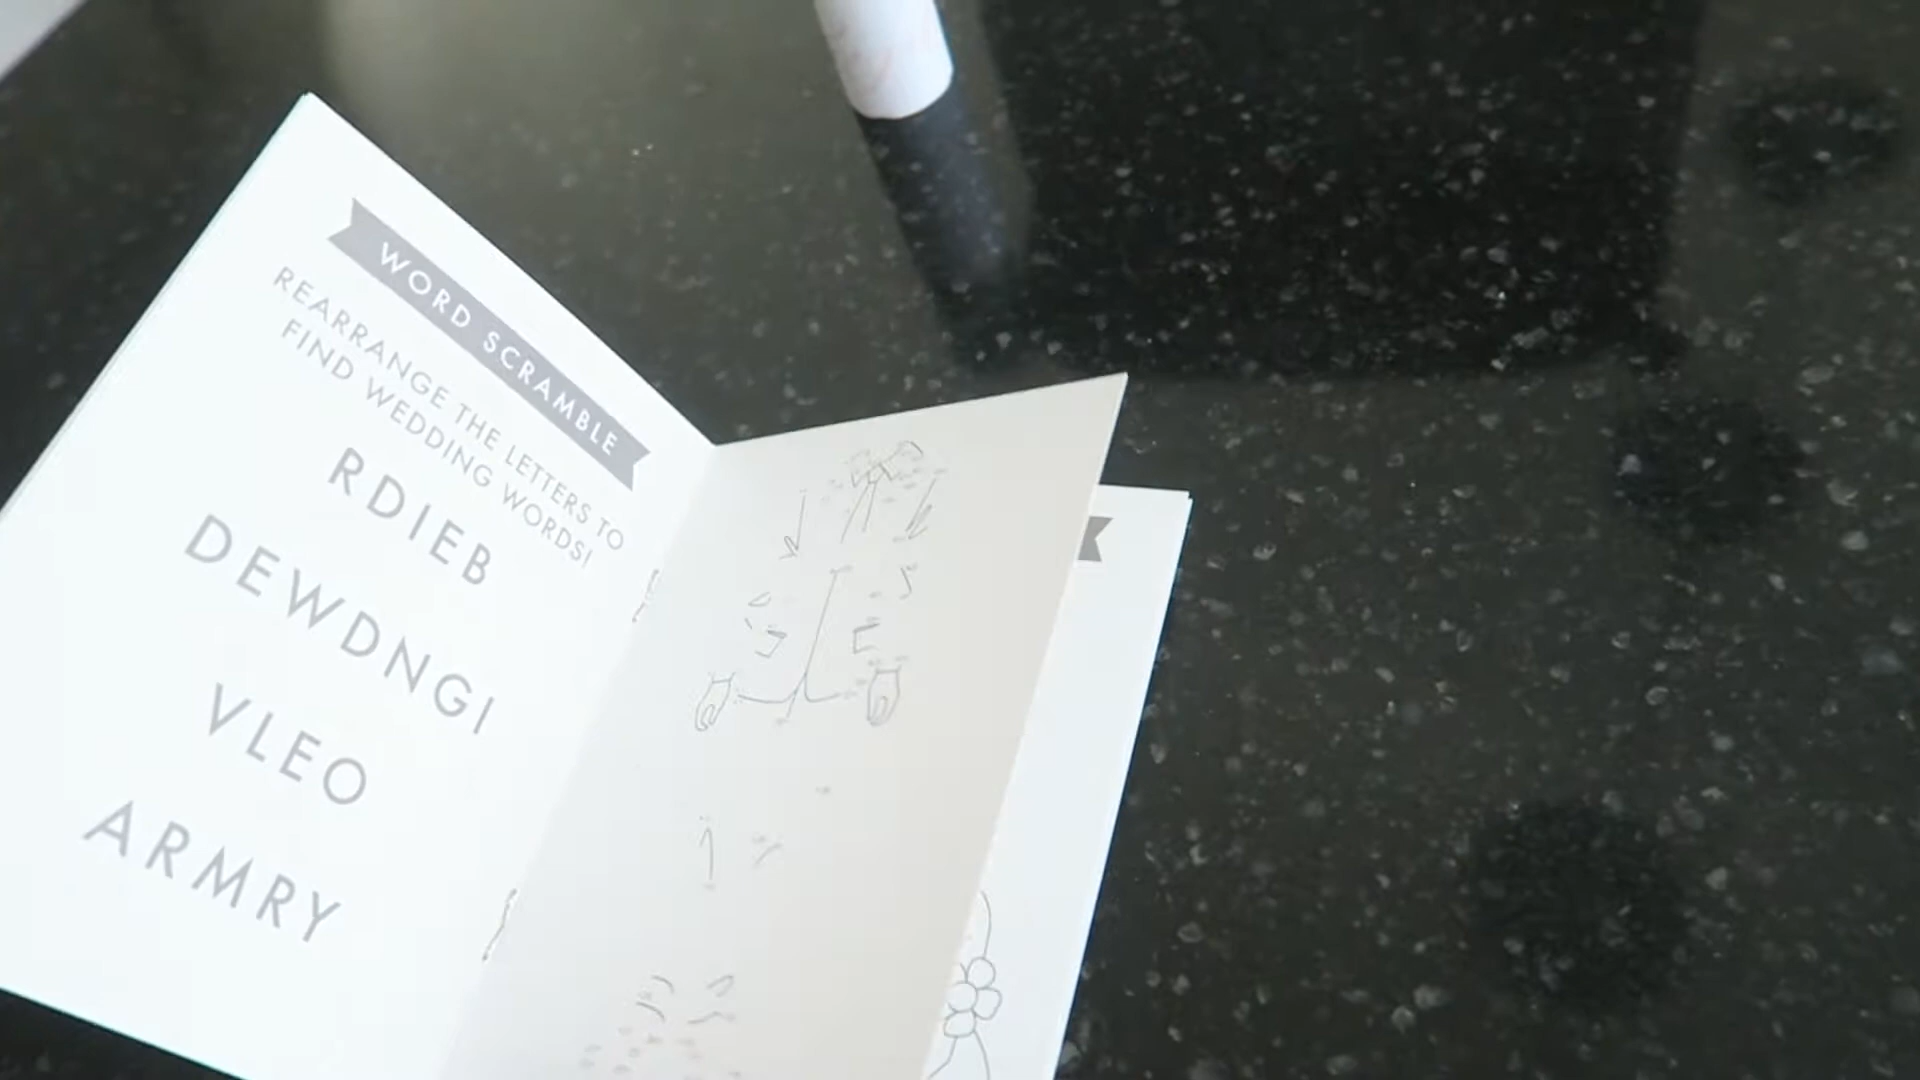 WORD SCRAMBLE
REARRANGE THE LETTERS TO
FIND WEDDING WORDS!
RDIEB
DEWDNGI
VLEO
ARMRY